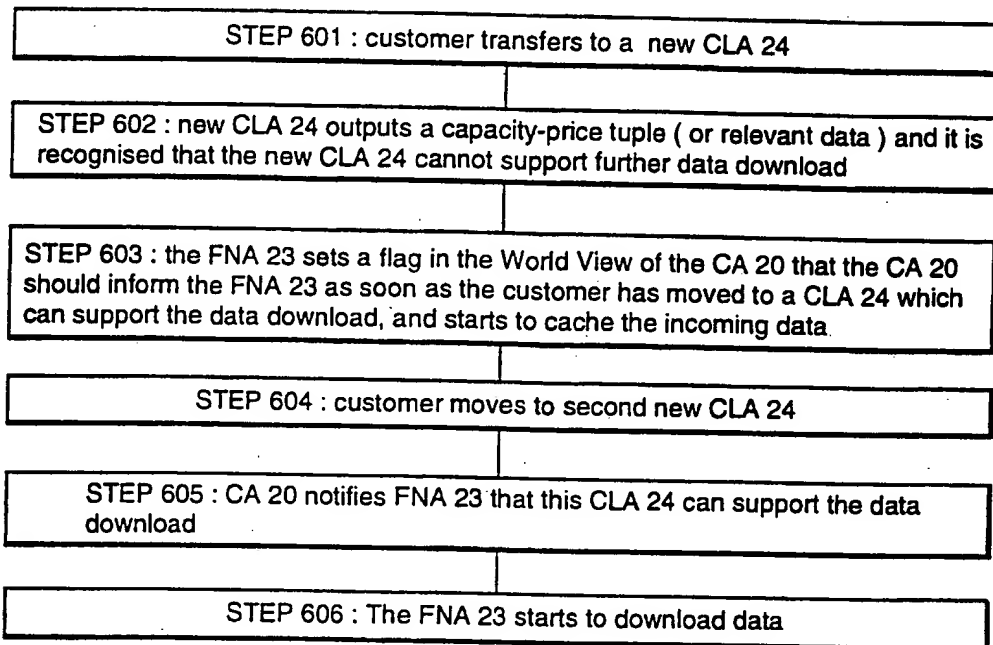 STEP 601 : customer transfers to a new CLA 24
STEP 602 : new CLA 24 outputs a capacity-price tuple ( or relevant data ) and it is
recognised that the new CLA 24 cannot support further data download
STEP 603 : the FNA 23 sets a flag in the World View of the CA 20 that the CA 20
should inform the FNA 23 as soon as the customer has moved to a CLA 24 which
can support the data download, and starts to cache the incoming data.
STEP 604 : customer moves to second new CLA 24
STEP 605 : CA 20 notifies FNA 23 that this CLA 24 can support the data
download
STEP 606 : The FNA 23 starts to download data